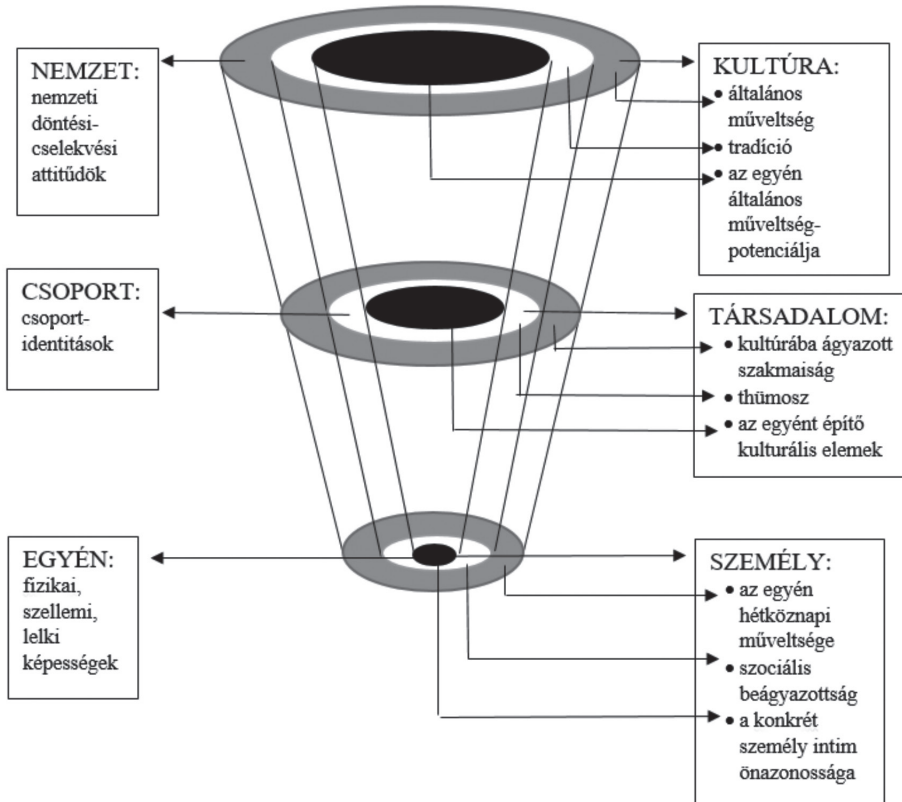 NEMZET:
nemzeti
döntési-
cselekvési
attitűdök
KULTÚRA:
• általános
műveltség
• tradíció
• az egyén
általános
műveltség-
potenciálja
CSOPORT:
csoport-
identitások
TÁRSADALOM:
• kultúrába ágyazott
szakmaiság
• thümosz
• az egyént építő
kulturális elemek
EGYÉN:
fizikai,
szellemi,
lelki
képességek
SZEMÉLY:
• az egyén
hétköznapi
műveltsége
• szociális
beágyazottság
• a konkrét
személy intim
önazonossága